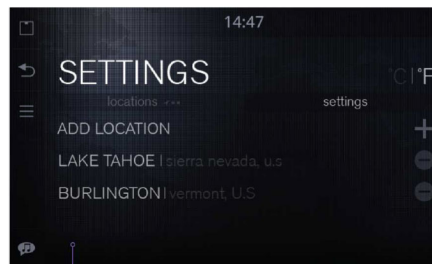 14:47
SETTINGS
°C|°F
locations
settings
ADD LOCATION
LAKE TAHOE | sierra nevada, u.s
BURLINGTON | vermont, U.S